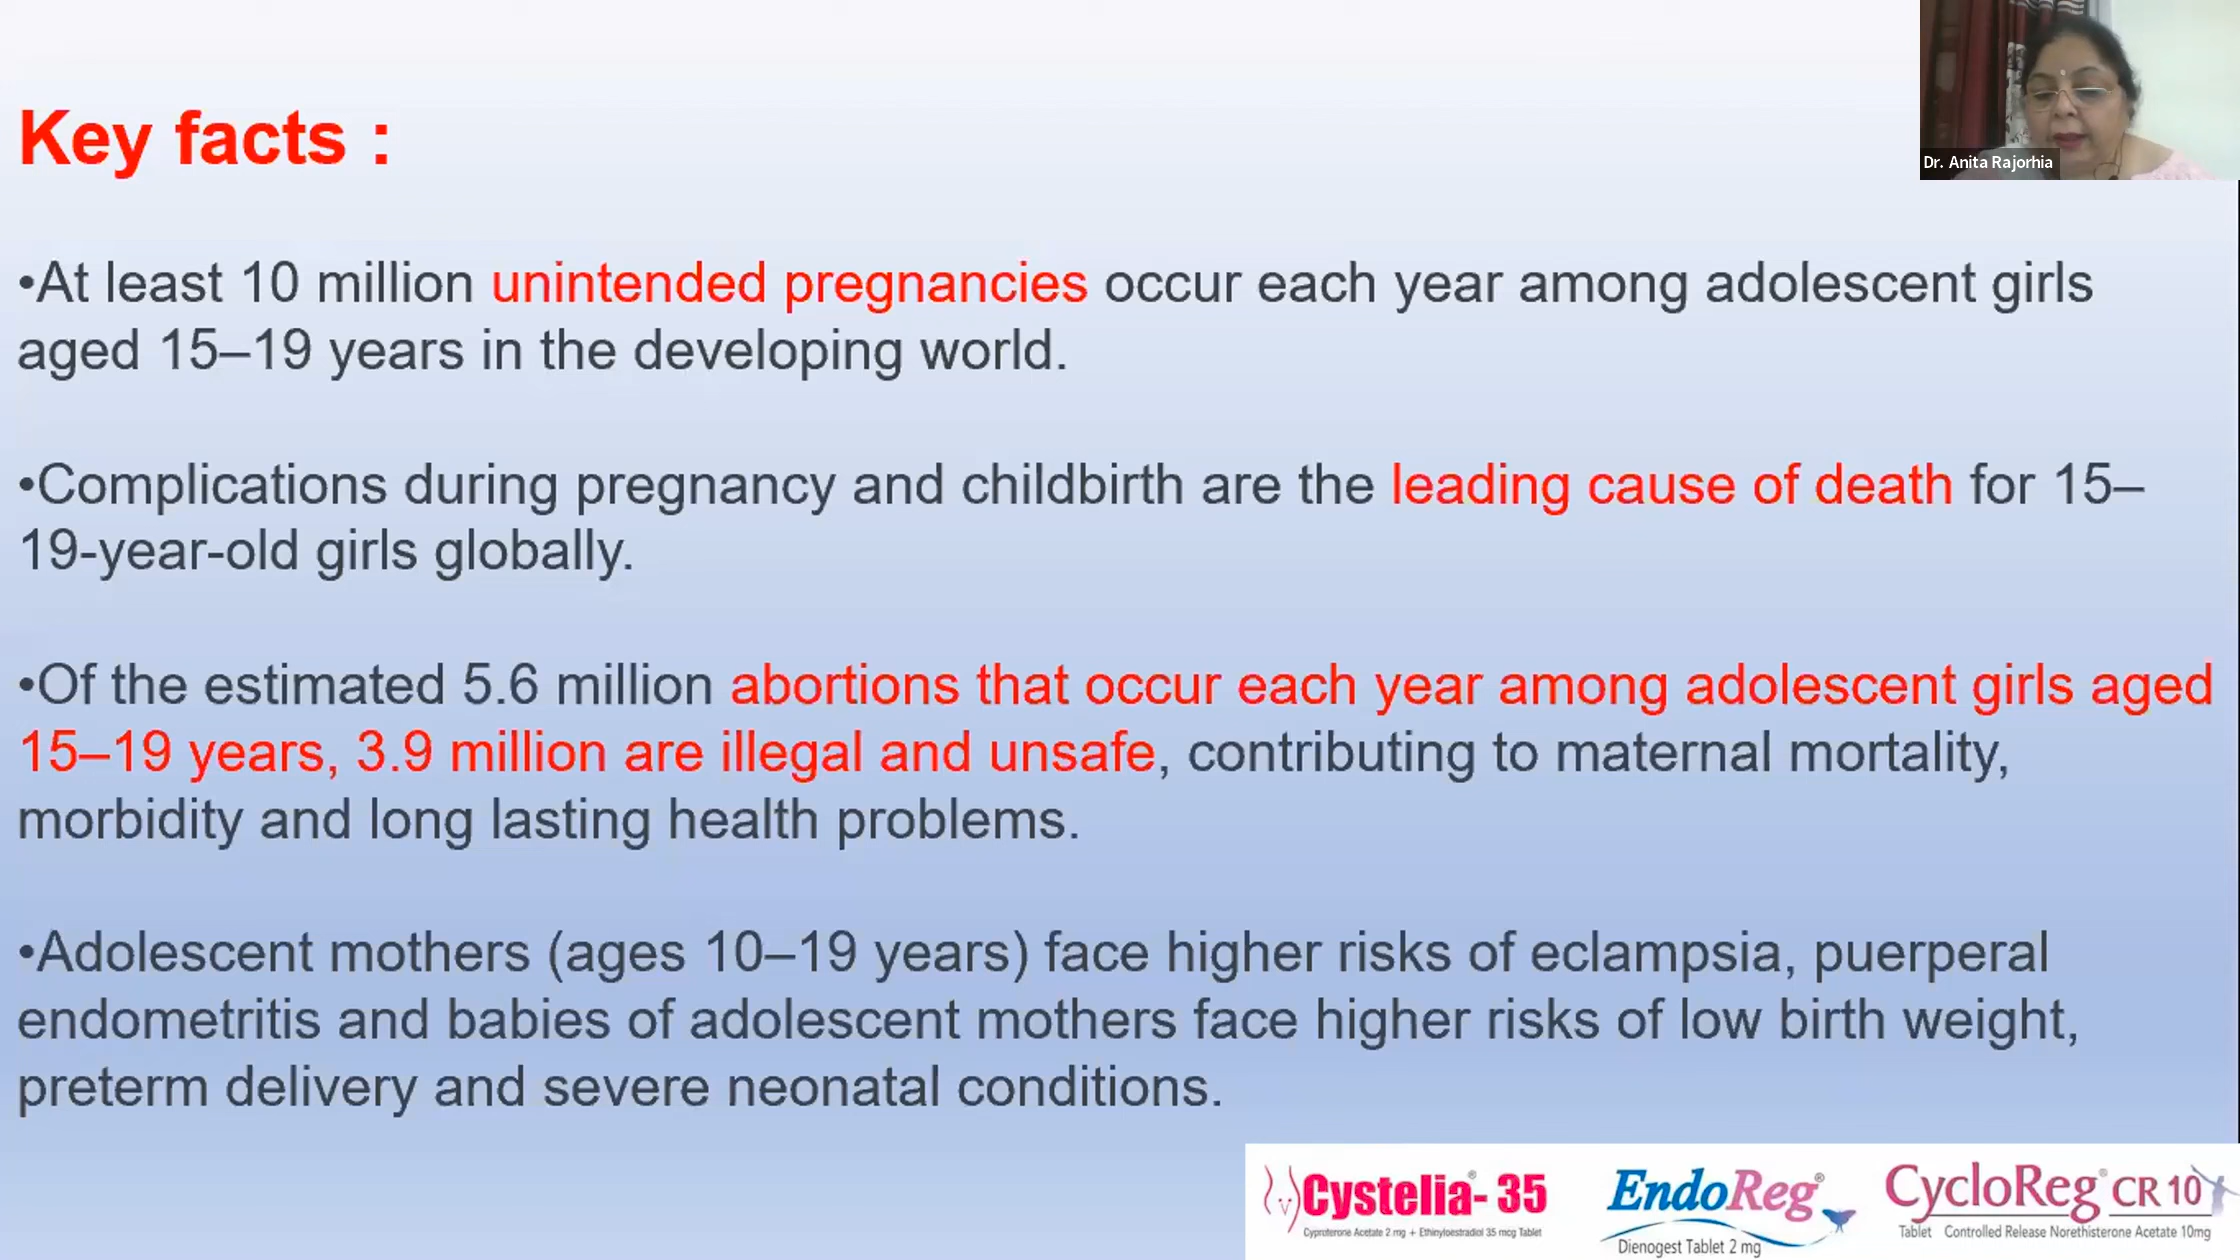 Dr. Anita Rajorhia
Key facts :
•At least 10 million unintended pregnancies occur each year among adolescent girls
aged 15–19 years in the developing world.
•Complications during pregnancy and childbirth are the leading cause of death for 15–
19-year-old girls globally.
•Of the estimated 5.6 million abortions that occur each year among adolescent girls aged
15–19 years, 3.9 million are illegal and unsafe, contributing to maternal mortality,
morbidity and long lasting health problems.
•Adolescent mothers (ages 10–19 years) face higher risks of eclampsia, puerperal
endometritis and babies of adolescent mothers face higher risks of low birth weight,
preterm delivery and severe neonatal conditions.
Cystelia®- 35
Cyproterone Acetate 2 mg + Ethinyloestradiol 35 mcg Tablet
EndoReg®
Dienogest Tablet 2 mg
CycloReg® CR 10
Tablet Controlled Release Norethisterone Acetate 10mg